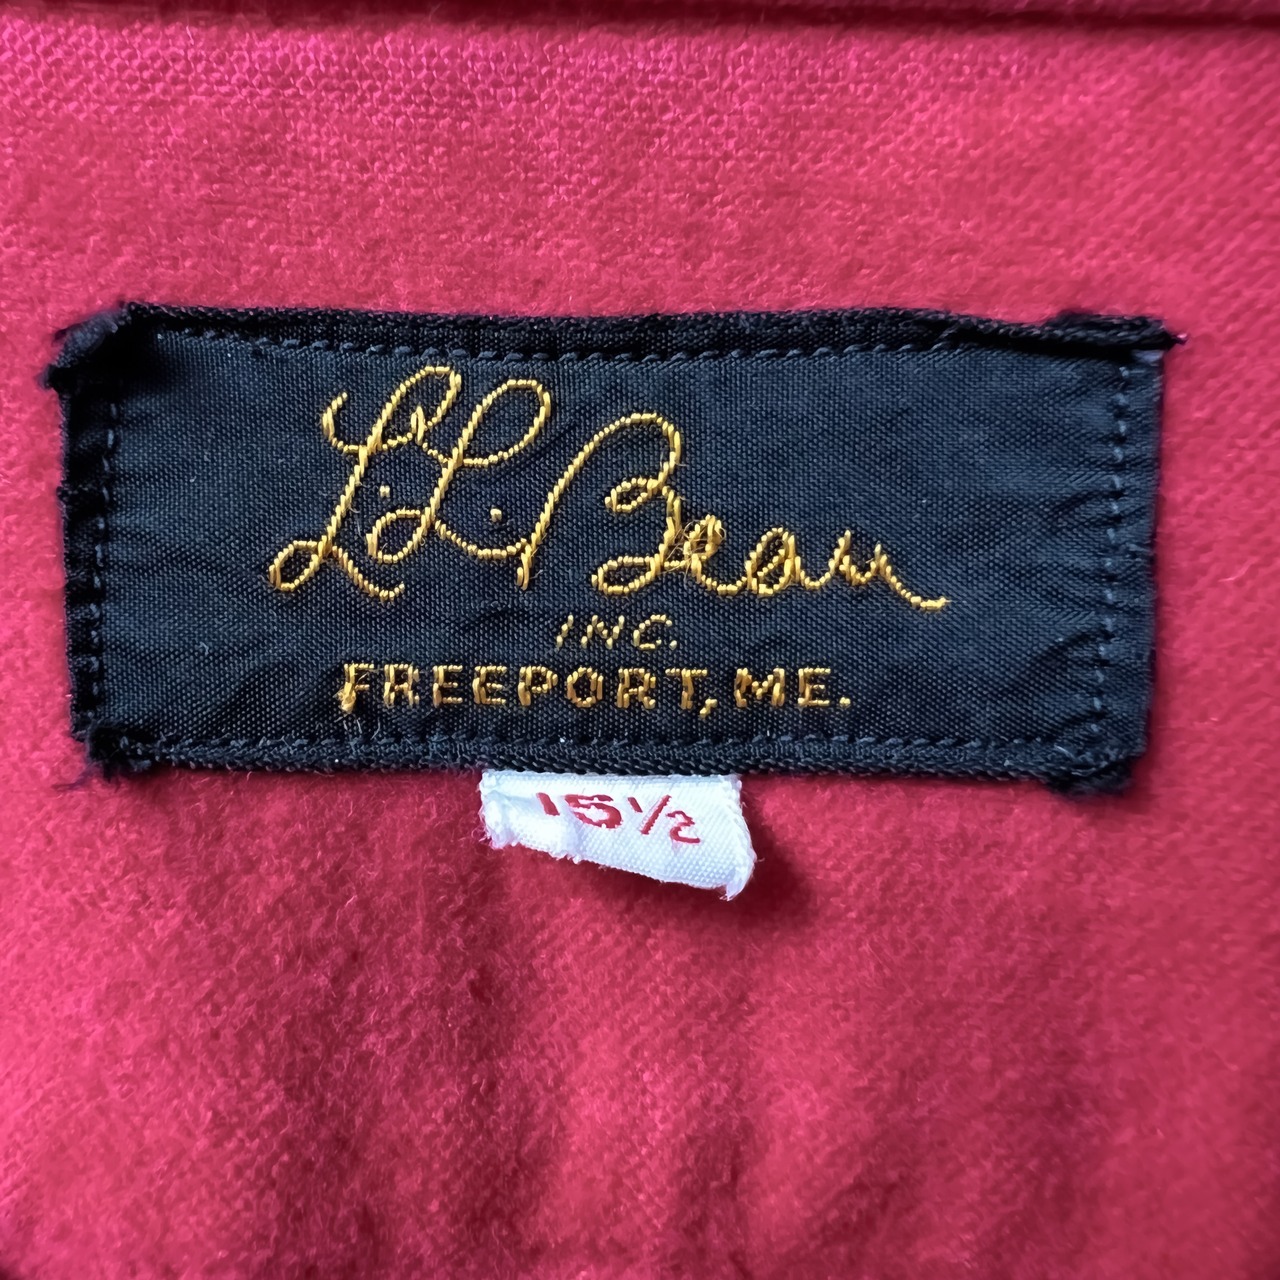 L.L. Bean
INC.
FREEPORT, ME.
15½